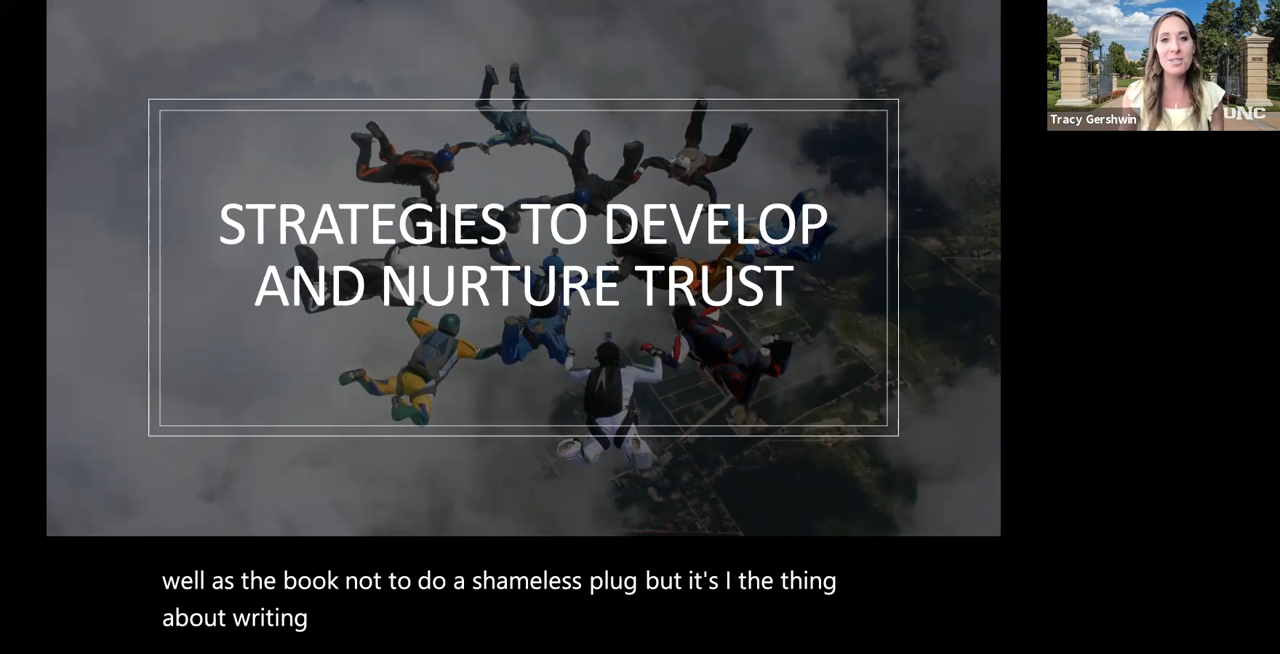 STRATEGIES TO DEVELOP
AND NURTURE TRUST
Tracy Gershwin
UNC
well as the book not to do a shameless plug but it's I the thing
about writing